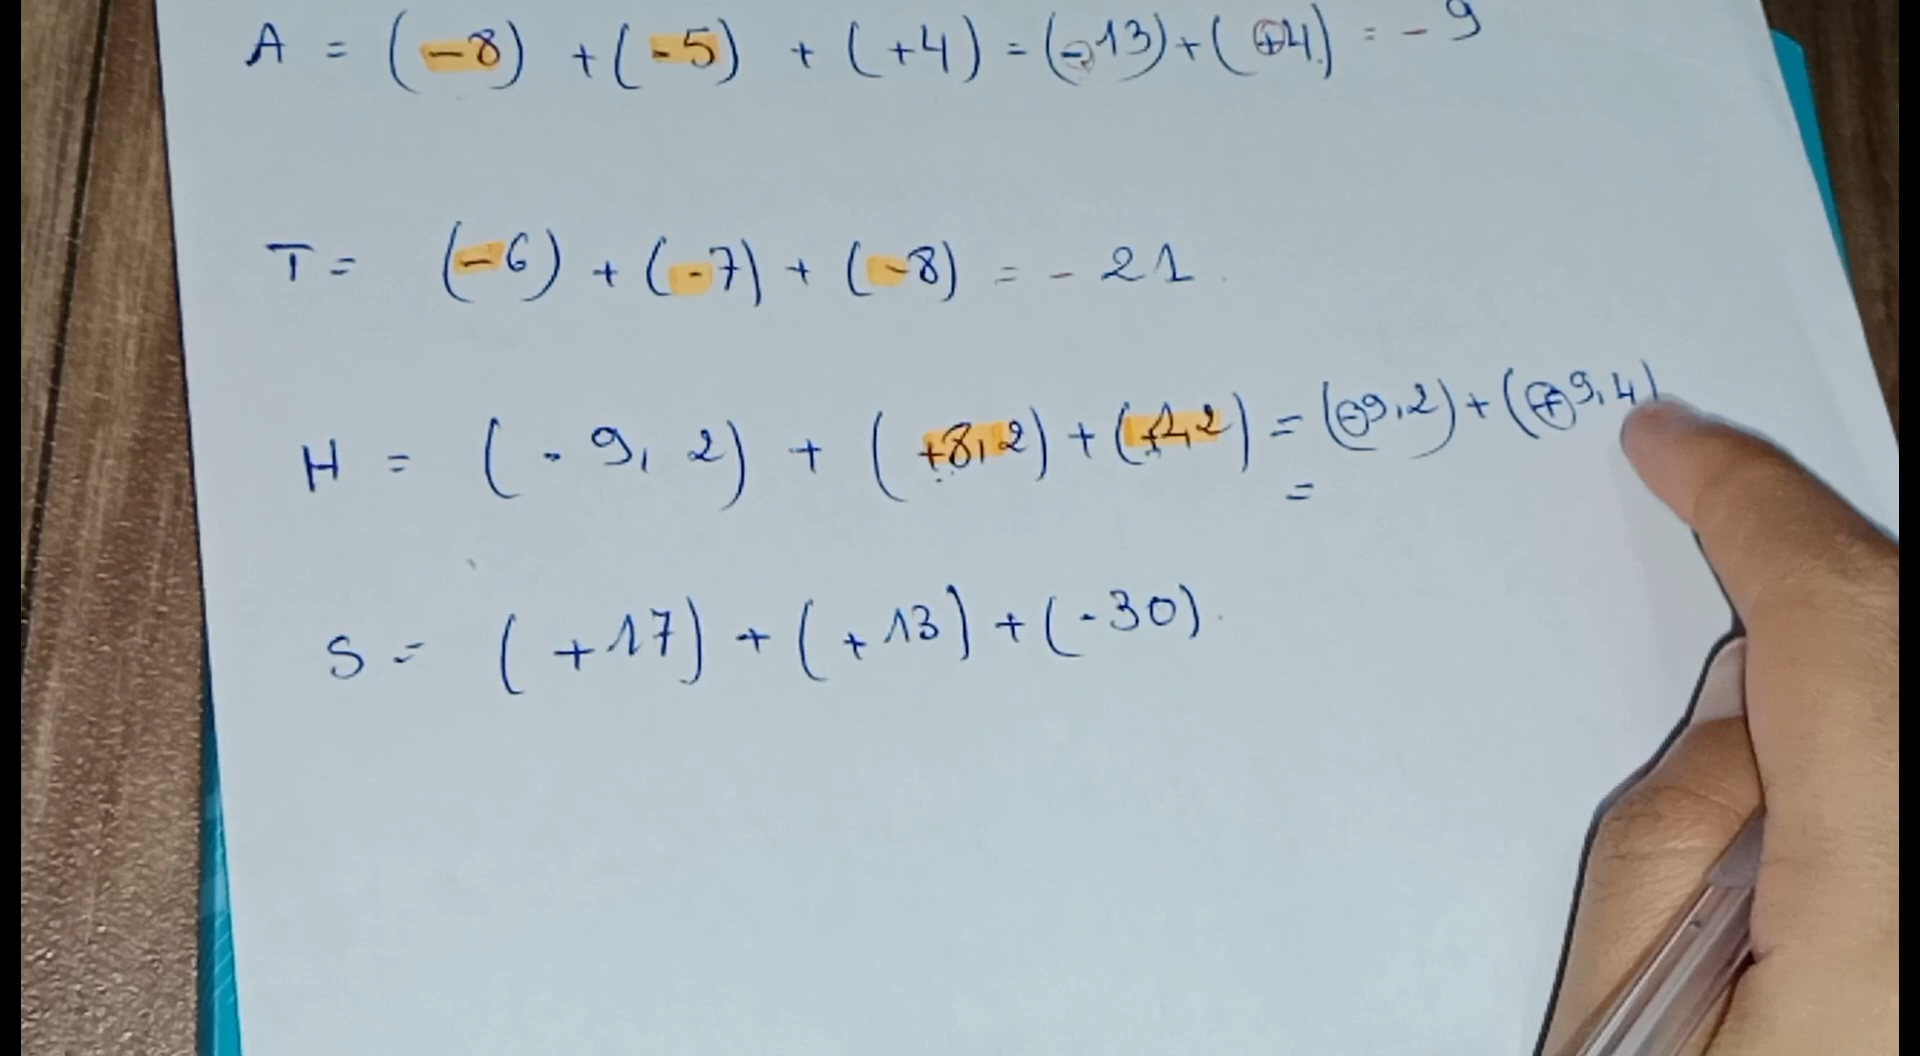 A = (-8) + (-5) + (+4) = (-13) + (+4) = -9
T = (-6) + (-7) + (-8) = -21
H = (-9,2) + (+8,2) + (+1,2) = (-9,2) + (+9,4)
=
S = (+17) + (+13) + (-30).